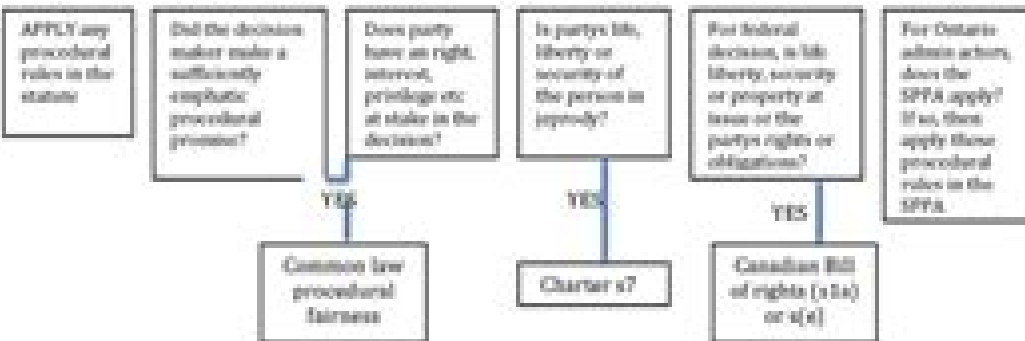 APPLY any
procedural
rules in the
statute
Did the decision
maker make a
sufficiently
emphatic
procedural
promise?
Does party
have an right,
interest,
privilege etc
at stake in the
decision?
Is partys life,
liberty or
security of
the person in
jeprody?
For federal
decision, is life
liberty, security
or property at
issue or the
partys rights or
obligations?
For Ontario
admin actors,
does the
SPPA apply?
If so, then
apply those
procedural
rules in the
SPPA
YES
YES
YES
Common law
procedural
fairness
Charter s7
Canadian Bill
of rights (s1a)
or s(e)